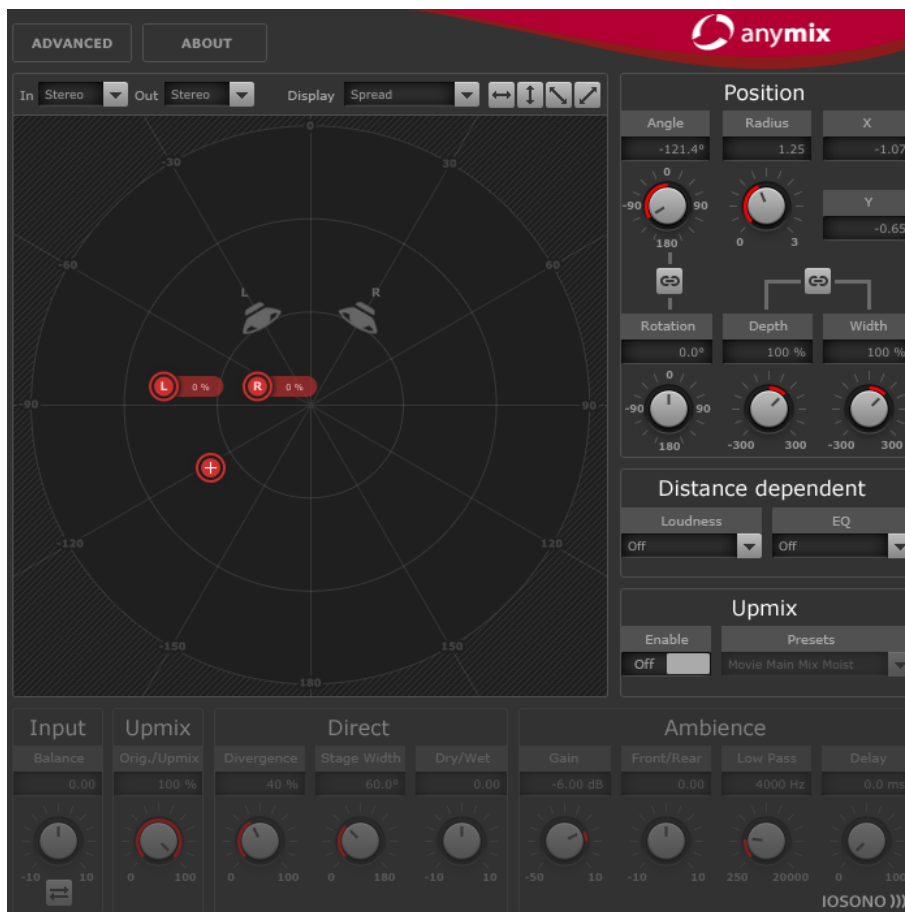 ADVANCED ABOUT anymix
In Stereo Out Stereo Display Spread
Position
Angle Radius X
-121.4° 1.25 -1.07
0
-90 90
180
0 3
Y
-0.65
Rotation Depth Width
0.0° 100 % 100 %
0
-90 90
180
-300 300
-300 300
0
-30 30
-60 60
L R
L 0 % R 0 %
-90 90
-120 120
-150 150
180
Distance dependent
Loudness EQ
Off Off
Upmix
Enable Presets
Off Movie Main Mix Moist
Input Upmix Direct Ambience
Balance Orig./Upmix Divergence Stage Width Dry/Wet Gain Front/Rear Low Pass Delay
0.00 100 % 40 % 60.0° 0.00 -6.00 dB 0.00 4000 Hz 0.0 ms
-10 10 0 100 0 100 0 180 -10 10 -50 10 -10 10 250 20000 0 100
IOSONO )))